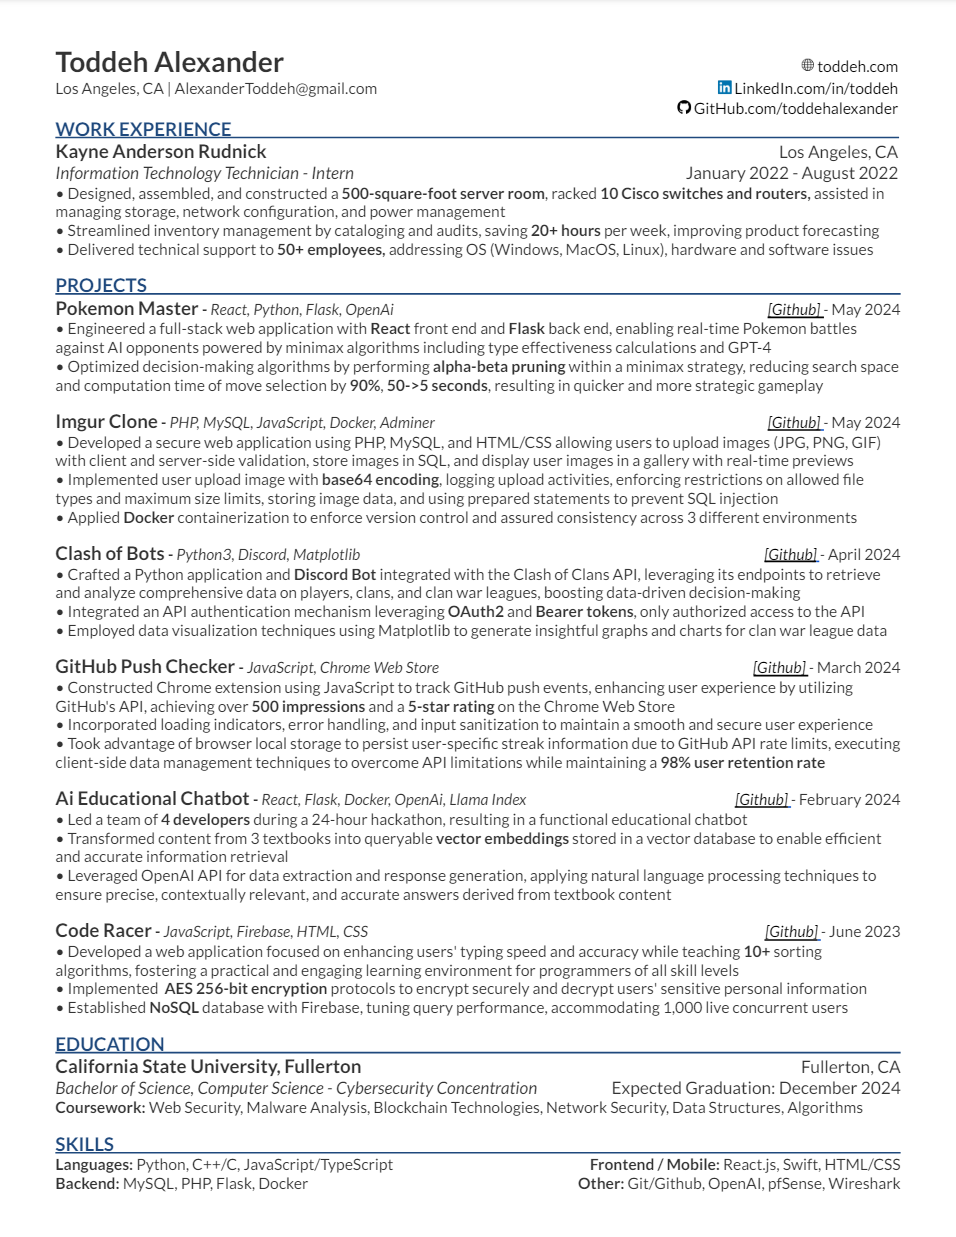 Toddeh Alexander
toddeh.com
Los Angeles, CA | AlexanderToddeh@gmail.com
LinkedIn.com/in/toddeh
GitHub.com/toddehalexander
WORK EXPERIENCE
Kayne Anderson Rudnick Los Angeles, CA
Information Technology Technician - Intern January 2022 - August 2022
• Designed, assembled, and constructed a 500-square-foot server room, racked 10 Cisco switches and routers, assisted in
managing storage, network configuration, and power management
• Streamlined inventory management by cataloging and audits, saving 20+ hours per week, improving product forecasting
• Delivered technical support to 50+ employees, addressing OS (Windows, MacOS, Linux), hardware and software issues
PROJECTS
Pokemon Master - React, Python, Flask, OpenAi [Github] - May 2024
• Engineered a full-stack web application with React front end and Flask back end, enabling real-time Pokemon battles
against AI opponents powered by minimax algorithms including type effectiveness calculations and GPT-4
• Optimized decision-making algorithms by performing alpha-beta pruning within a minimax strategy, reducing search space
and computation time of move selection by 90%, 50->5 seconds, resulting in quicker and more strategic gameplay
Imgur Clone - PHP, MySQL, JavaScript, Docker, Adminer [Github] - May 2024
• Developed a secure web application using PHP, MySQL, and HTML/CSS allowing users to upload images (JPG, PNG, GIF)
with client and server-side validation, store images in SQL, and display user images in a gallery with real-time previews
• Implemented user upload image with base64 encoding, logging upload activities, enforcing restrictions on allowed file
types and maximum size limits, storing image data, and using prepared statements to prevent SQL injection
• Applied Docker containerization to enforce version control and assured consistency across 3 different environments
Clash of Bots - Python3, Discord, Matplotlib [Github] - April 2024
• Crafted a Python application and Discord Bot integrated with the Clash of Clans API, leveraging its endpoints to retrieve
and analyze comprehensive data on players, clans, and clan war leagues, boosting data-driven decision-making
• Integrated an API authentication mechanism leveraging OAuth2 and Bearer tokens, only authorized access to the API
• Employed data visualization techniques using Matplotlib to generate insightful graphs and charts for clan war league data
GitHub Push Checker - JavaScript, Chrome Web Store [Github] - March 2024
• Constructed Chrome extension using JavaScript to track GitHub push events, enhancing user experience by utilizing
GitHub's API, achieving over 500 impressions and a 5-star rating on the Chrome Web Store
• Incorporated loading indicators, error handling, and input sanitization to maintain a smooth and secure user experience
• Took advantage of browser local storage to persist user-specific streak information due to GitHub API rate limits, executing
client-side data management techniques to overcome API limitations while maintaining a 98% user retention rate
Ai Educational Chatbot - React, Flask, Docker, OpenAi, Llama Index [Github] - February 2024
• Led a team of 4 developers during a 24-hour hackathon, resulting in a functional educational chatbot
• Transformed content from 3 textbooks into queryable vector embeddings stored in a vector database to enable efficient
and accurate information retrieval
• Leveraged OpenAI API for data extraction and response generation, applying natural language processing techniques to
ensure precise, contextually relevant, and accurate answers derived from textbook content
Code Racer - JavaScript, Firebase, HTML, CSS [Github] - June 2023
• Developed a web application focused on enhancing users' typing speed and accuracy while teaching 10+ sorting
algorithms, fostering a practical and engaging learning environment for programmers of all skill levels
• Implemented AES 256-bit encryption protocols to encrypt securely and decrypt users' sensitive personal information
• Established NoSQL database with Firebase, tuning query performance, accommodating 1,000 live concurrent users
EDUCATION
California State University, Fullerton Fullerton, CA
Bachelor of Science, Computer Science - Cybersecurity Concentration Expected Graduation: December 2024
Coursework: Web Security, Malware Analysis, Blockchain Technologies, Network Security, Data Structures, Algorithms
SKILLS
Languages: Python, C++/C, JavaScript/TypeScript Frontend / Mobile: React.js, Swift, HTML/CSS
Backend: MySQL, PHP, Flask, Docker Other: Git/Github, OpenAI, pfSense, Wireshark